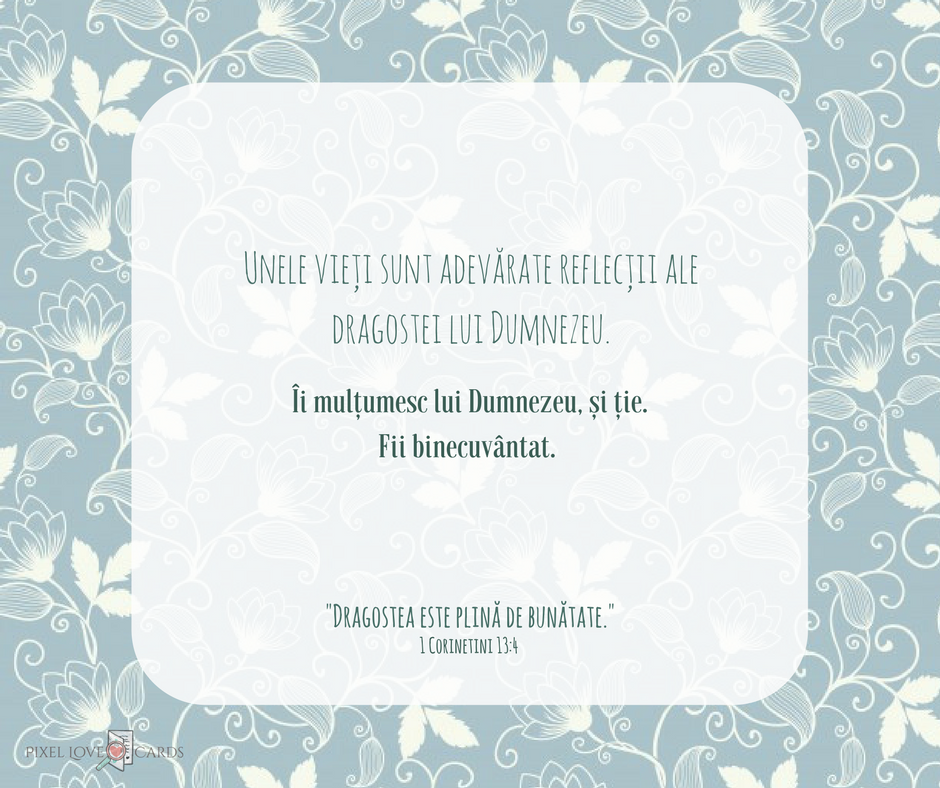 Unele vieți sunt adevărate reflecții ale
dragostei lui Dumnezeu.
Îi mulțumesc lui Dumnezeu, și ție.
Fii binecuvântat.
"Dragostea este plină de bunătate."
1 Corinetini 13:4
PIXEL LOVE CARDS